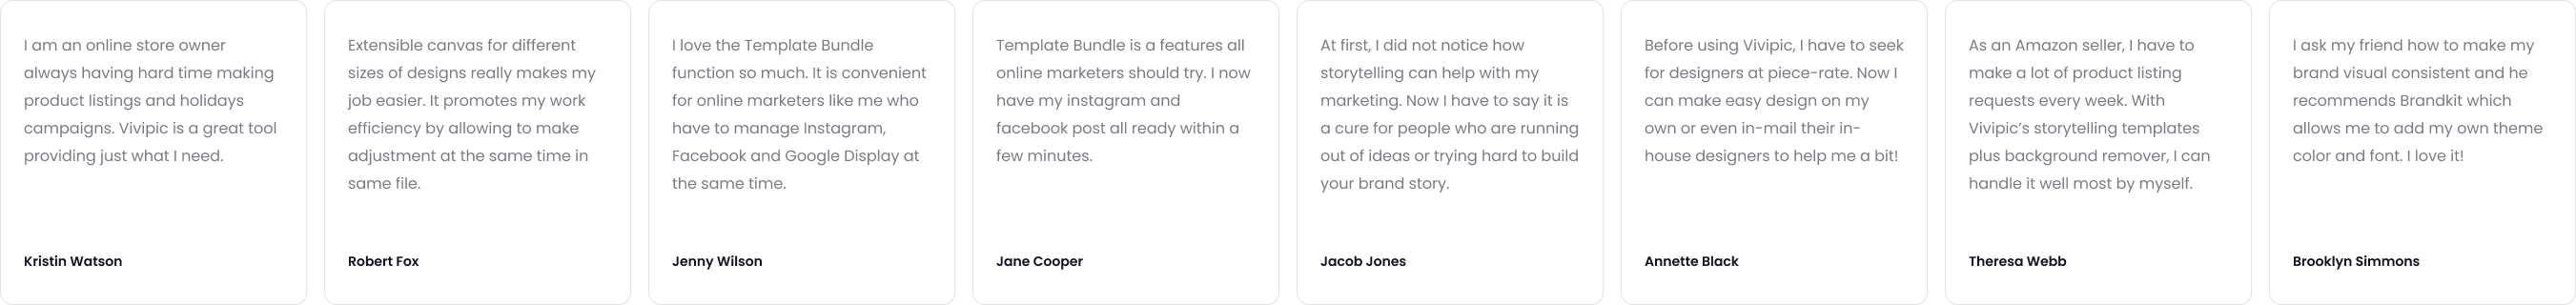 I am an online store owner
always having hard time making
product listings and holidays
campaigns. Vivipic is a great tool
providing just what I need.
Kristin Watson
Extensible canvas for different
sizes of designs really makes my
job easier. It promotes my work
efficiency by allowing to make
adjustment at the same time in
same file.
Robert Fox
I love the Template Bundle
function so much. It is convenient
for online marketers like me who
have to manage Instagram,
Facebook and Google Display at
the same time.
Jenny Wilson
Template Bundle is a features all
online marketers should try. I now
have my instagram and
facebook post all ready within a
few minutes.
Jane Cooper
At first, I did not notice how
storytelling can help with my
marketing. Now I have to say it is
a cure for people who are running
out of ideas or trying hard to build
your brand story.
Jacob Jones
Before using Vivipic, I have to seek
for designers at piece-rate. Now I
can make easy design on my
own or even in-mail their in-
house designers to help me a bit!
Annette Black
As an Amazon seller, I have to
make a lot of product listing
requests every week. With
Vivipic’s storytelling templates
plus background remover, I can
handle it well most by myself.
Theresa Webb
I ask my friend how to make my
brand visual consistent and he
recommends Brandkit which
allows me to add my own theme
color and font. I love it!
Brooklyn Simmons